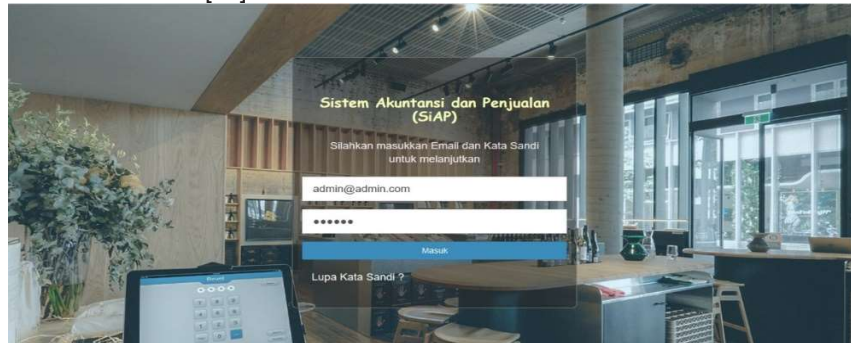 Sistem Akuntansi dan Penjualan
(SiAP)
Silahkan masukkan Email dan Kata Sandi
untuk melanjutkan
admin@admin.com
••••••
Masuk
Lupa Kata Sandi ?